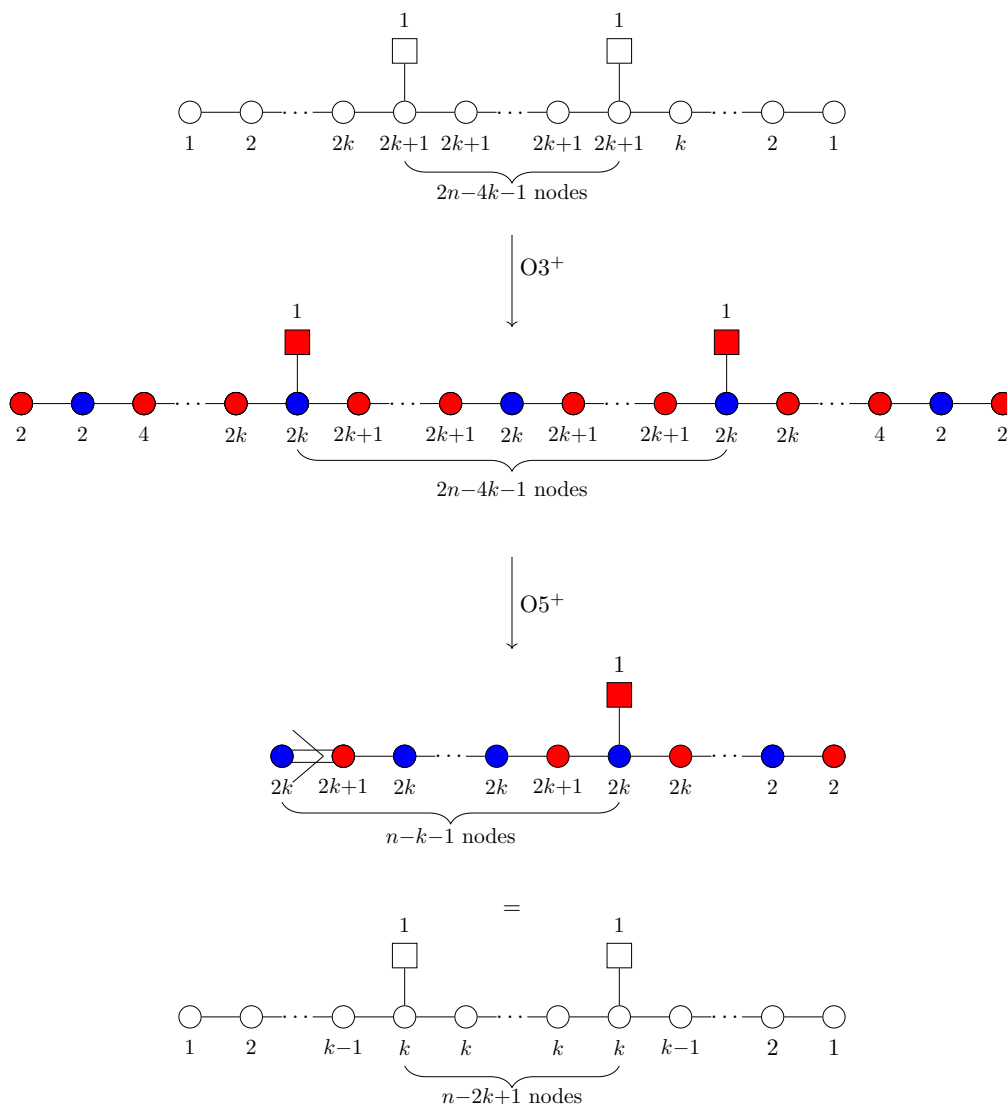 1 1
1 2 ··· 2k 2k+1 2k+1 ··· 2k+1 2k+1 k ··· 2 1
2n−4k−1 nodes
O3⁺
1 1
2 2 4 ··· 2k 2k 2k+1 ··· 2k+1 2k 2k+1 ··· 2k+1 2k 2k ··· 4 2 2
2n−4k−1 nodes
O5⁺
1
2k 2k+1 2k ··· 2k 2k+1 2k 2k ··· 2 2
n−k−1 nodes
=
1 1
1 2 ··· k−1 k k ··· k k k−1 ··· 2 1
n−2k+1 nodes